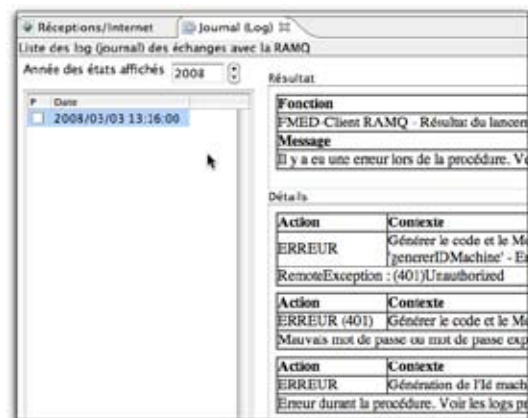 Réceptions/Internet
Journal (Log)
Liste des log (journal) des échanges avec la RAMQ
Année des états affichés 2008
P Date
2008/03/03 13:16:00
Résultat
Fonction
FMED-Client RAMQ - Résultat du lancem
Message
Il y a eu une erreur lors de la procédure. Vo
Détails
Action Contexte
ERREUR Générer le code et le Mo
'genererIDMachine' - Er
RemoteException : (401)Unauthorized
Action Contexte
ERREUR (401) Générer le code et le Mo
Mauvais mot de passe ou mot de passe exp
Action Contexte
ERREUR Génération de l'Id mach
Erreur durant la procédure. Voir les logs p